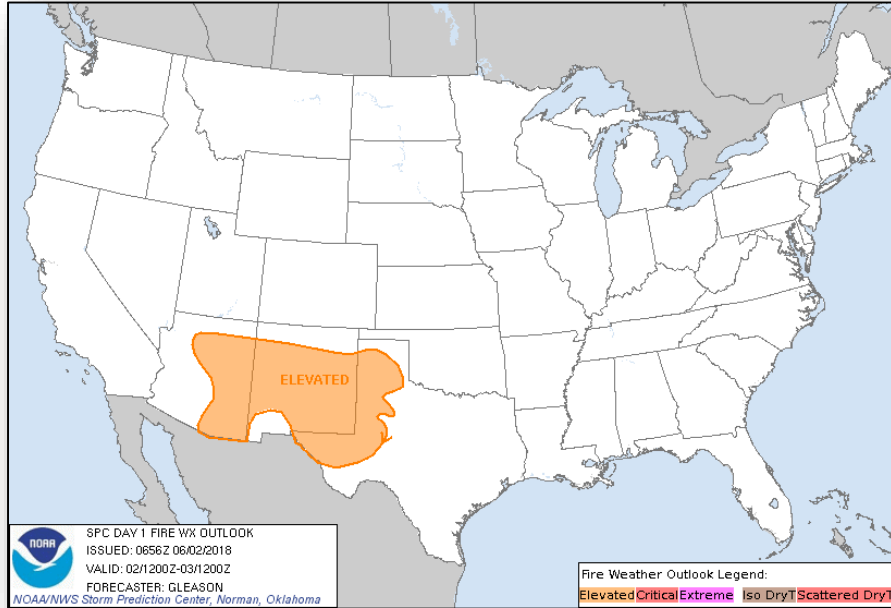 ELEVATED
NOAA
SPC DAY 1 FIRE WX OUTLOOK
ISSUED: 0656Z 06/02/2018
VALID: 02/1200Z-03/1200Z
FORECASTER: GLEASON
NOAA/NWS Storm Prediction Center, Norman, Oklahoma
Fire Weather Outlook Legend:
Elevated Critical Extreme Iso DryT Scattered DryT